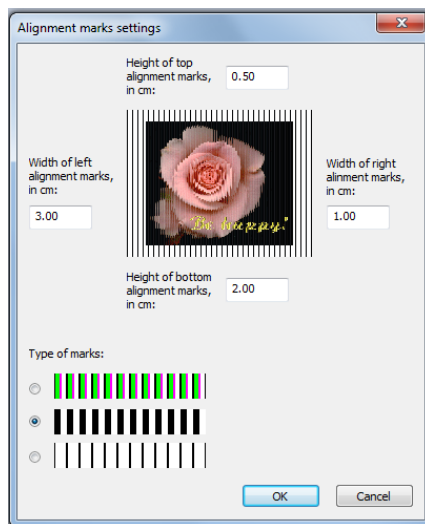 Alignment marks settings
Height of top
alignment marks,
in cm:
0.50
Width of left
alignment marks,
in cm:
3.00
Be happy!
Width of right
alinment marks,
in cm:
1.00
Height of bottom
alignment marks,
in cm:
2.00
Type of marks:
OK
Cancel